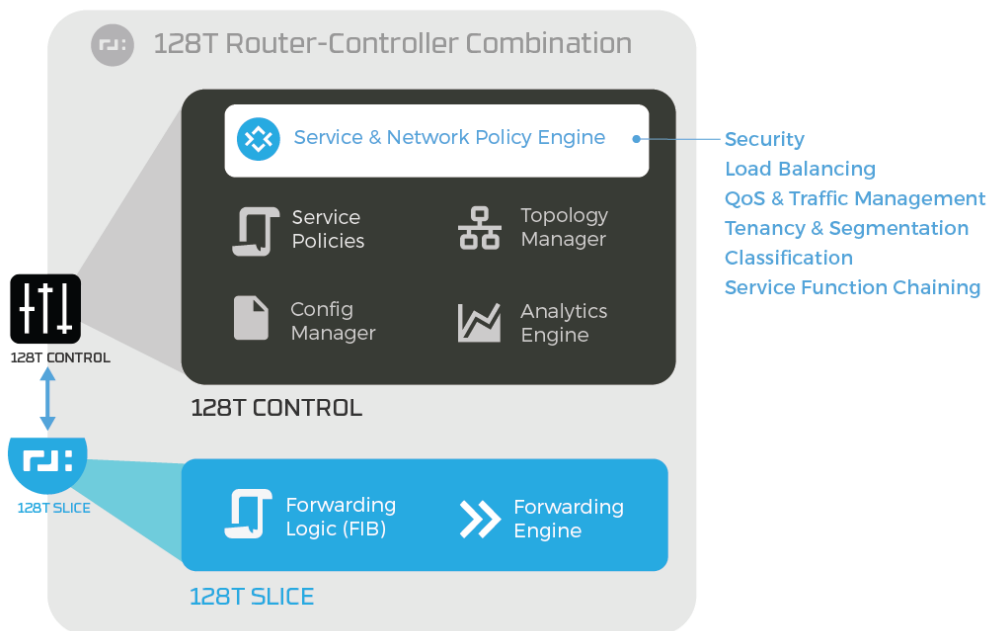 128T Router-Controller Combination
Service & Network Policy Engine
Security
Load Balancing
QoS & Traffic Management
Tenancy & Segmentation
Classification
Service Function Chaining
Service
Policies
Topology
Manager
Config
Manager
Analytics
Engine
128T CONTROL
128T CONTROL
Forwarding
Logic (FIB)
Forwarding
Engine
128T SLICE
128T SLICE